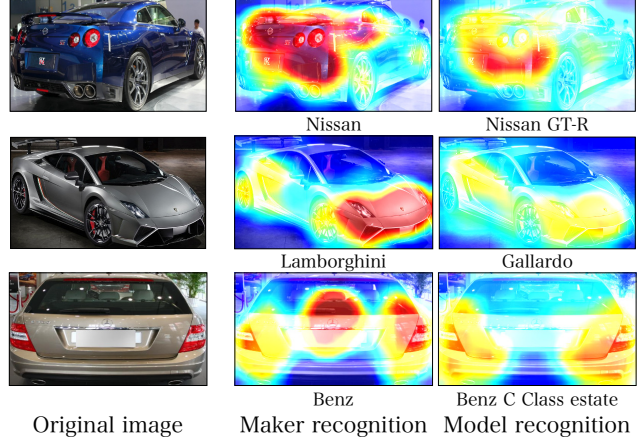 Nissan
Nissan GT-R
Lamborghini
Gallardo
Benz
Benz C Class estate
Original image
Maker recognition
Model recognition